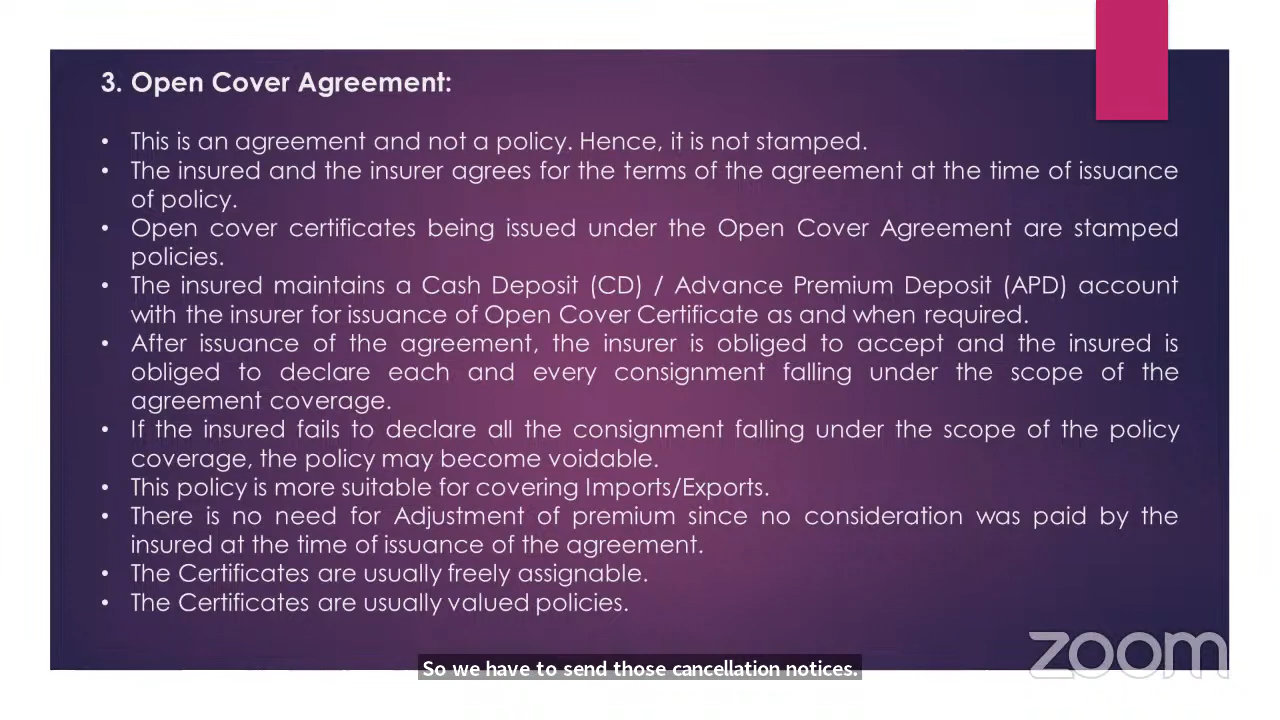 3. Open Cover Agreement:
• This is an agreement and not a policy. Hence, it is not stamped.
• The insured and the insurer agrees for the terms of the agreement at the time of issuance
of policy.
• Open cover certificates being issued under the Open Cover Agreement are stamped
policies.
• The insured maintains a Cash Deposit (CD) / Advance Premium Deposit (APD) account
with the insurer for issuance of Open Cover Certificate as and when required.
• After issuance of the agreement, the insurer is obliged to accept and the insured is
obliged to declare each and every consignment falling under the scope of the
agreement coverage.
• If the insured fails to declare all the consignment falling under the scope of the policy
coverage, the policy may become voidable.
• This policy is more suitable for covering Imports/Exports.
• There is no need for Adjustment of premium since no consideration was paid by the
insured at the time of issuance of the agreement.
• The Certificates are usually freely assignable.
• The Certificates are usually valued policies.
zoom
So we have to send those cancellation notices.